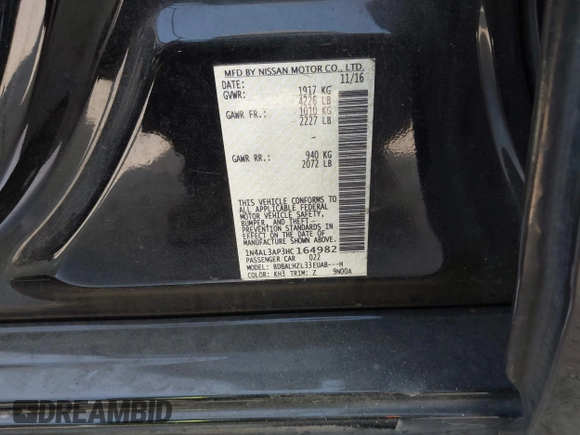 MFD BY NISSAN MOTOR CO., LTD.
DATE: 11/16
GVWR: 1917 KG
4226 LB
GAWR FR.: 1010 KG
2227 LB
-
GAWR RR.: 940 KG
2072 LB
THIS VEHICLE CONFORMS TO
ALL APPLICABLE FEDERAL
MOTOR VEHICLE SAFETY,
BUMPER, AND THEFT
PREVENTION STANDARDS IN
EFFECT ON THE DATE OF
MANUFACTURE SHOWN ABOVE.
1N4AL3AP3HC164982
PASSENGER CAR 022
MODEL: BDBALHZL33EUAB---H
COLOR: KH3 TRIM: Z 9N00A
DREAMBID